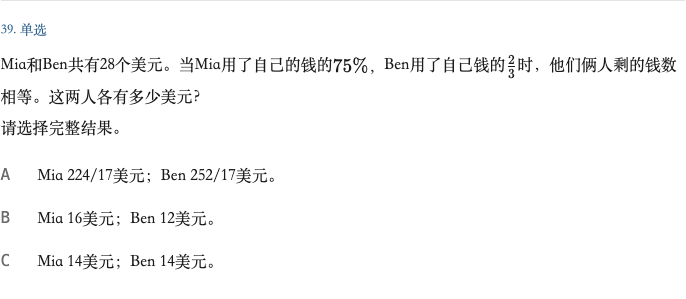 39. 单选
Mia和Ben共有28个美元。当Mia用了自己的钱的75%，Ben用了自己钱的2/3时，他们俩人剩的钱数
相等。这两人各有多少美元?
请选择完整结果。
A Mia 224/17美元；Ben 252/17美元。
B Mia 16美元；Ben 12美元。
C Mia 14美元；Ben 14美元。